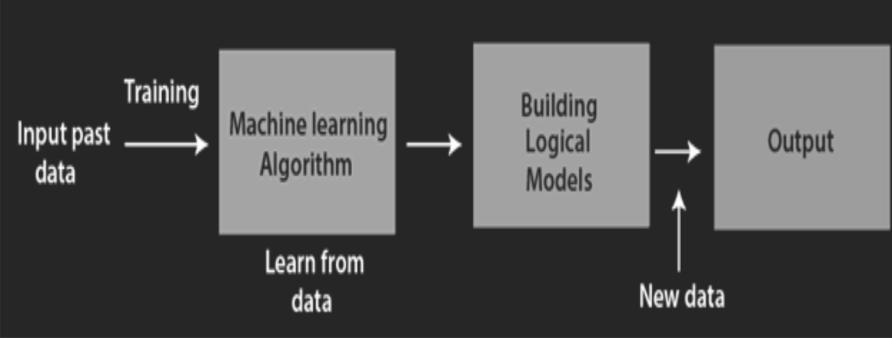 Training
Input past
data
Machine learning
Algorithm
Learn from
data
Building
Logical
Models
New data
Output